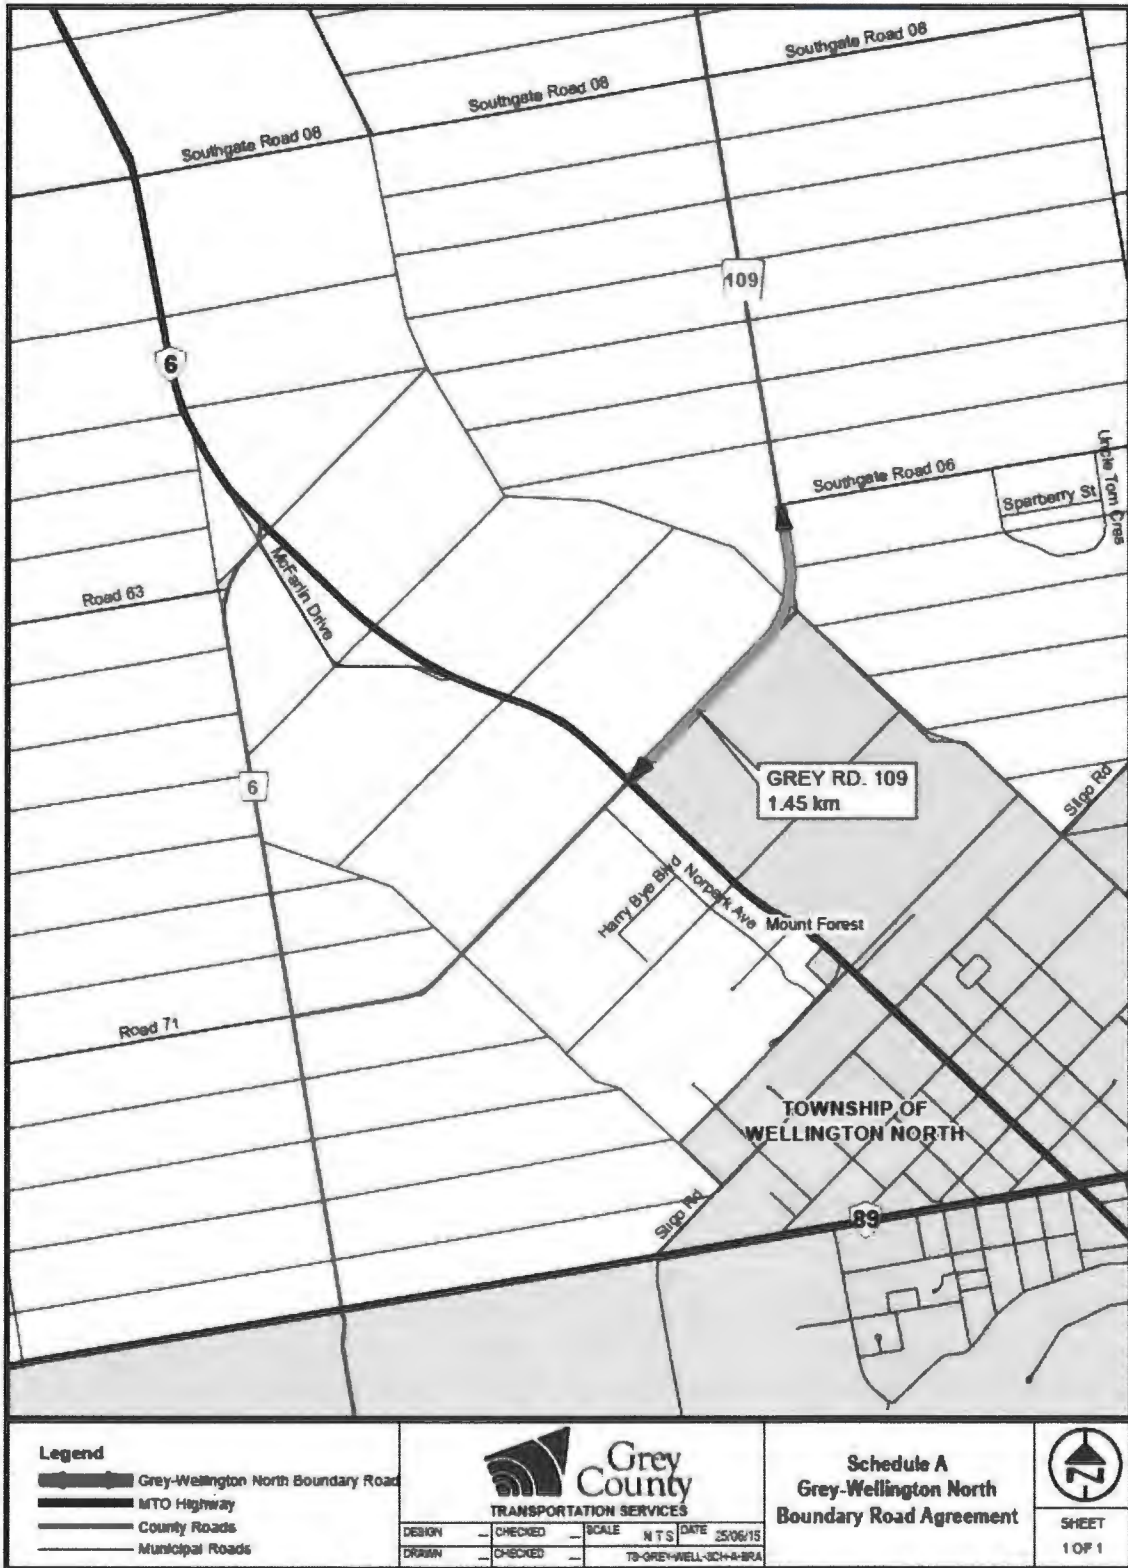 Southgate Road 08
Southgate Road 08
Southgate Road 08
109
6
Southgate Road 06
Sparberry St
Uncle Tom Cres
Road 63
McFarlin Drive
6
GREY RD. 109
1.45 km
Sligo Rd
Harry Bye Blvd
Norpark Ave
Mount Forest
Road 71
TOWNSHIP OF
WELLINGTON NORTH
Sligo Rd
89
Legend
Grey-Wellington North Boundary Road
MTO Highway
County Roads
Municipal Roads
Grey
County
TRANSPORTATION SERVICES
DESIGN _ CHECKED _ SCALE N T S DATE 25/06/15
DRAWN _ CHECKED _
Schedule A
Grey-Wellington North
Boundary Road Agreement
N
SHEET
1 OF 1